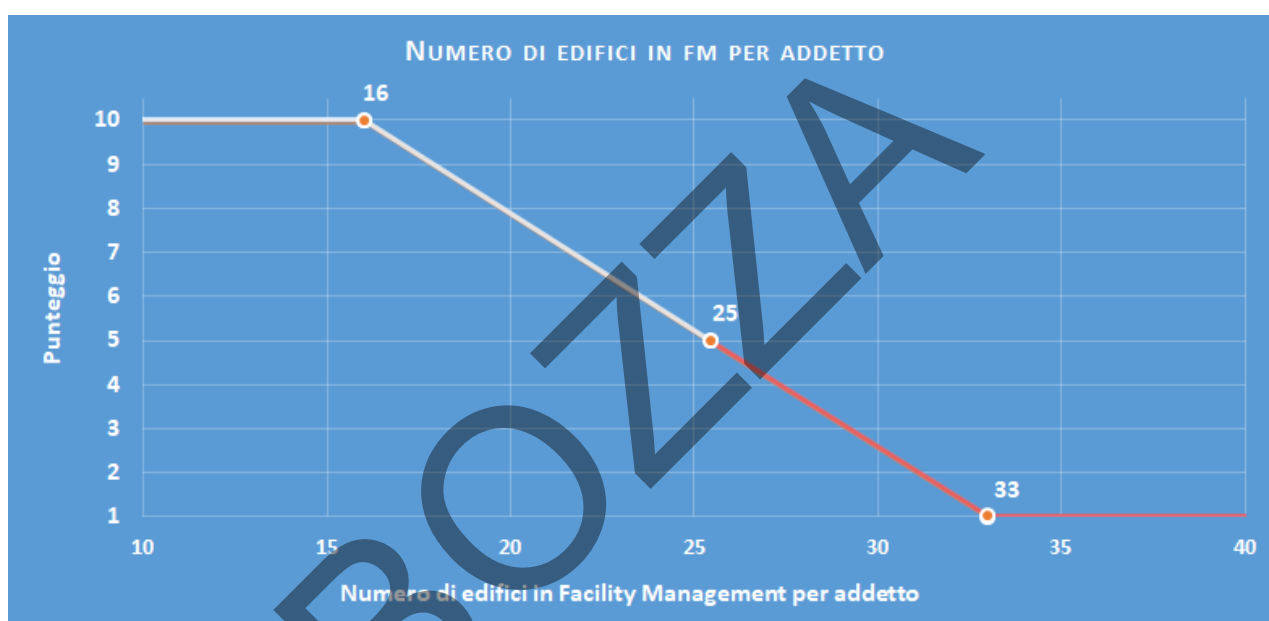 NUMERO DI EDIFICI IN FM PER ADDETTO
16
10
9
8
7
6
5
4
3
2
1
25
33
Punteggio
10 15 20 25 30 35 40
Numero di edifici in Facility Management per addetto
BOZZA